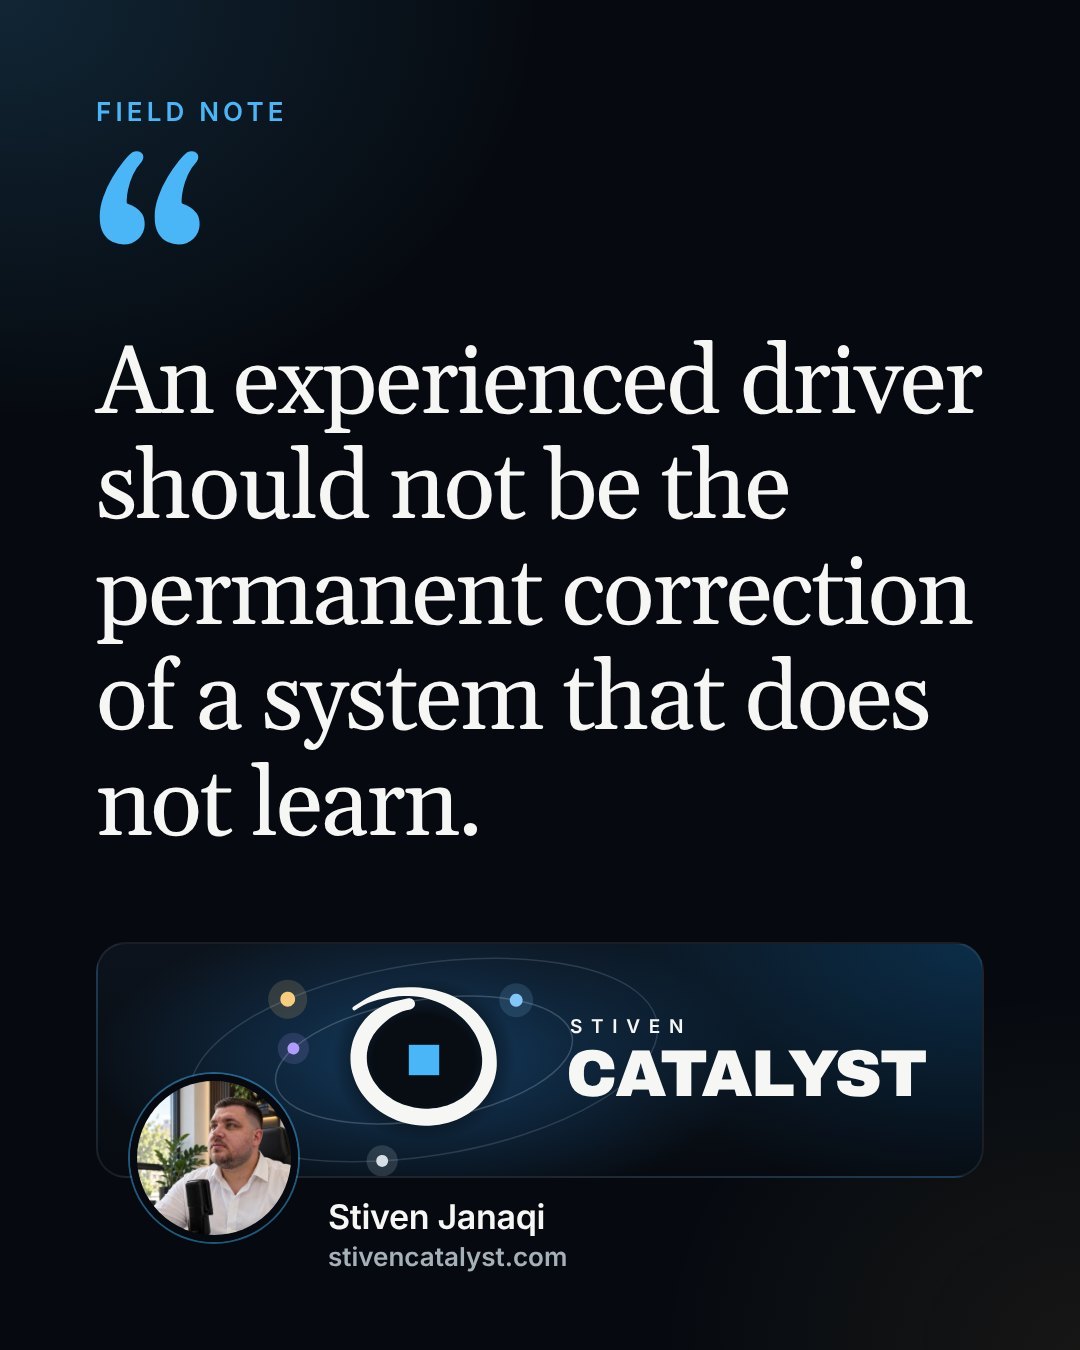 FIELD NOTE
“
An experienced driver
should not be the
permanent correction
of a system that does
not learn.
STIVEN
CATALYST
Stiven Janaqi
stivencatalyst.com